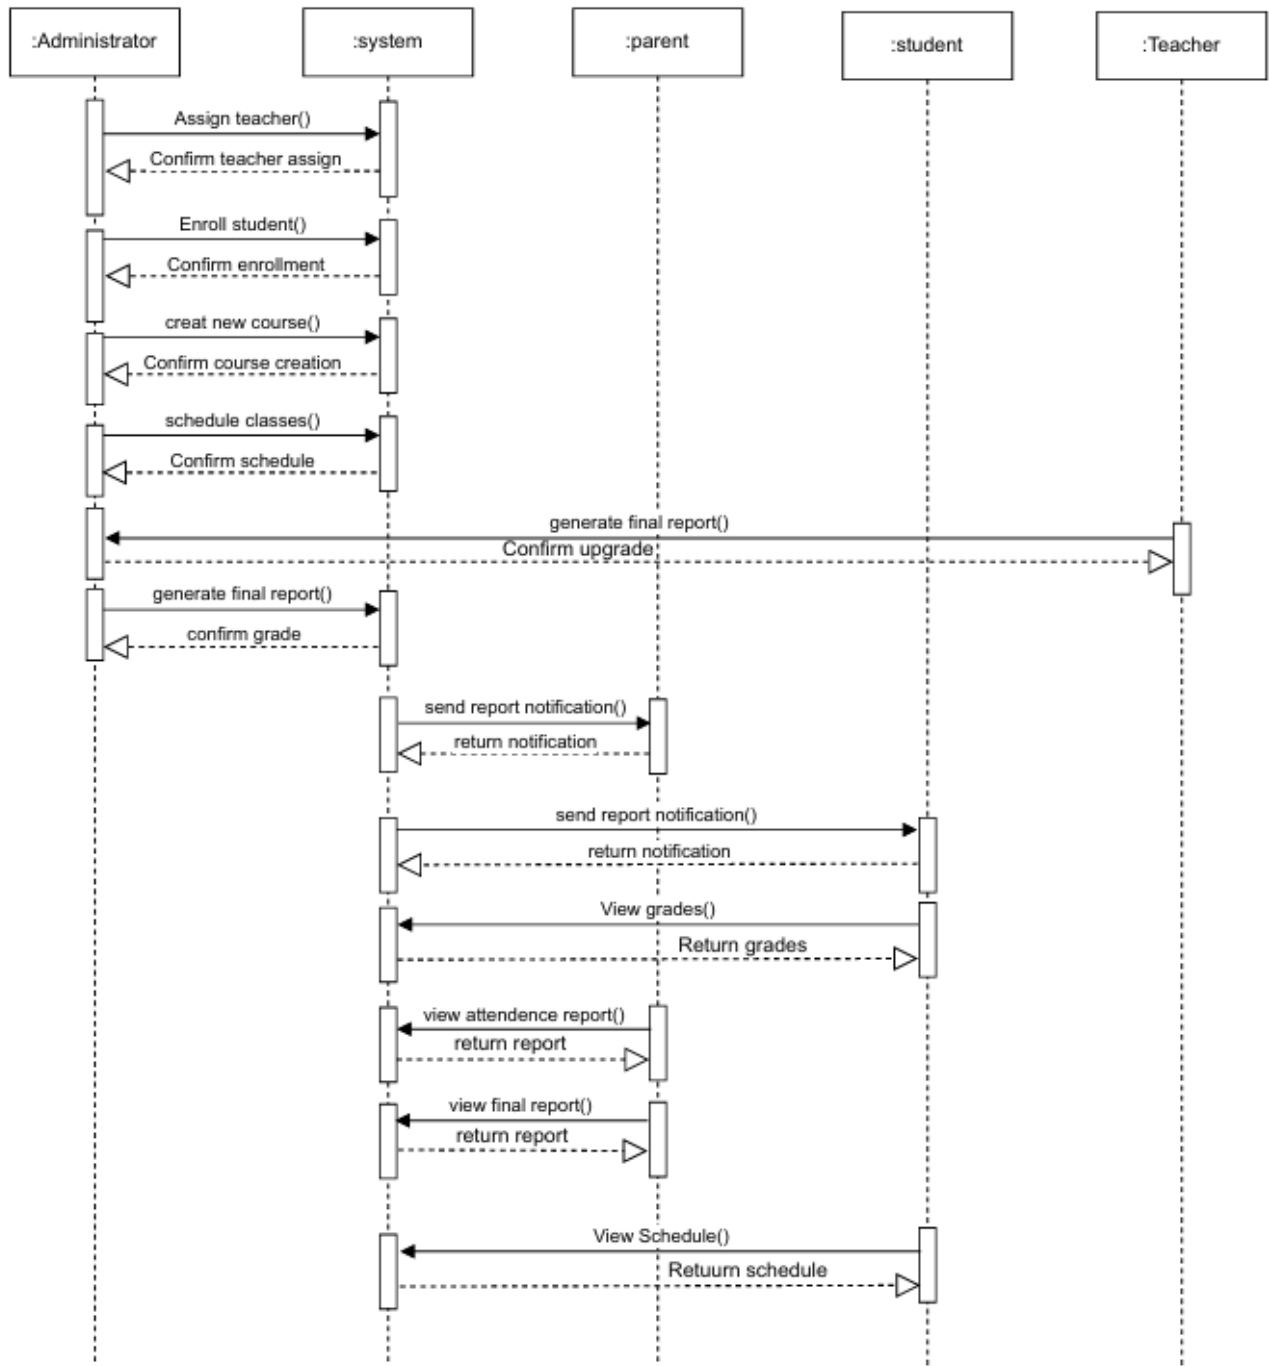 :Administrator
:system
:parent
:student
:Teacher
Assign teacher()
Confirm teacher assign
Enroll student()
Confirm enrollment
creat new course()
Confirm course creation
schedule classes()
Confirm schedule
generate final report()
Confirm upgrade
generate final report()
confirm grade
send report notification()
return notification
send report notification()
return notification
View grades()
Return grades
view attendence report()
return report
view final report()
return report
View Schedule()
Retuurn schedule